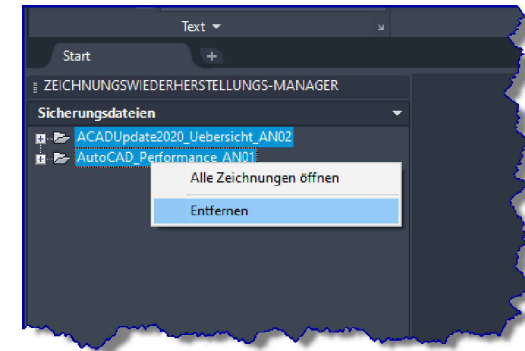 Text
Start
ZEICHNUNGSWIEDERHERSTELLUNGS-MANAGER
Sicherungsdateien
ACADUpdate2020_Uebersicht_AN02
AutoCAD_Performance_AN01
Alle Zeichnungen öffnen
Entfernen